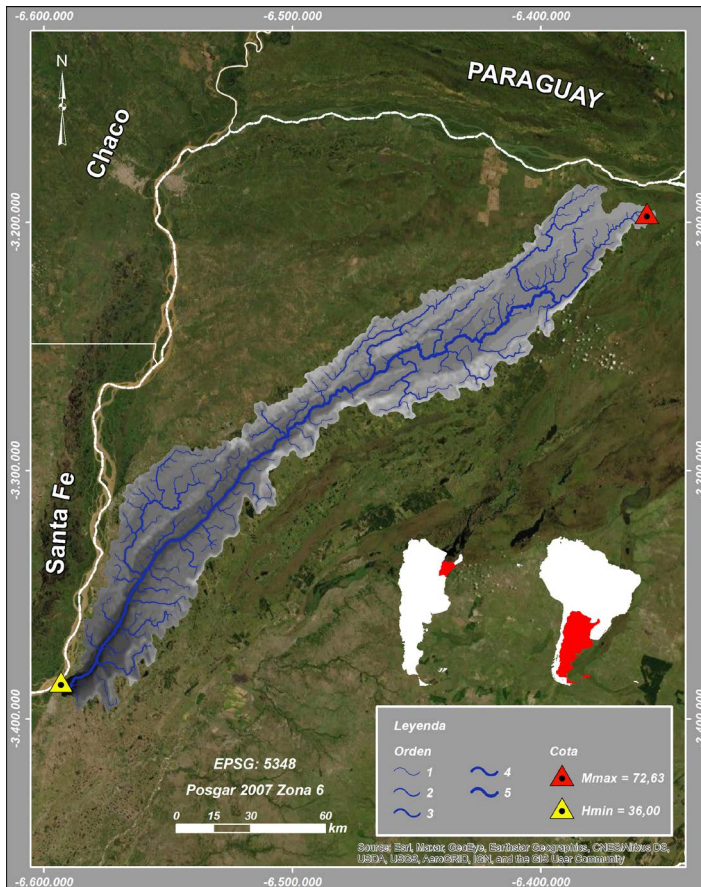 -6.600.000
-6.500.000
-6.400.000
N
PARAGUAY
Chaco
-3.200.000
-3.200.000
-3.300.000
-3.300.000
Santa Fe
-3.400.000
-3.400.000
Leyenda
Orden
Cota
1
4
Mmax = 72,63
2
5
3
Hmin = 36,00
EPSG: 5348
Posgar 2007 Zona 6
0
15
30
60
km
Source: Esri, Maxar, GeoEye, Earthstar Geographics, CNES/Airbus DS,
USDA, USGS, AeroGRID, IGN, and the GIS User Community
-6.600.000
-6.500.000
-6.400.000